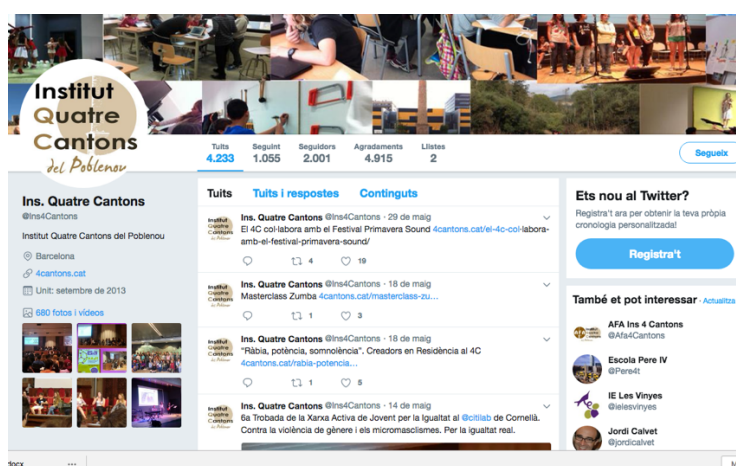 Institut
Quatre
Cantons
del Poblenou
Tuits
4.233
Seguint
1.055
Seguidors
2.001
Agradaments
4.915
Llistes
2
Segueix
Ins. Quatre Cantons
@Ins4Cantons
Institut Quatre Cantons del Poblenou
Barcelona
4cantons.cat
Unit: setembre de 2013
680 fotos i vídeos
Tuits Tuits i respostes Continguts
Ins. Quatre Cantons @Ins4Cantons · 29 de maig
El 4C col·labora amb el Festival Primavera Sound 4cantons.cat/el-4c-col-labora-
amb-el-festival-primavera-sound/
4 19
Ins. Quatre Cantons @Ins4Cantons · 18 de maig
Masterclass Zumba 4cantons.cat/masterclass-zu…
1 3
Ins. Quatre Cantons @Ins4Cantons · 18 de maig
"Ràbia, potència, somnolència". Creadors en Residència al 4C
4cantons.cat/rabia-potencia…
1 5
Ins. Quatre Cantons @Ins4Cantons · 14 de maig
6a Trobada de la Xarxa Activa de Jovent per la Igualtat al @citilab de Cornellà.
Contra la violència de gènere i els micromasclismes. Per la igualtat real.
Ets nou al Twitter?
Registra't ara per obtenir la teva pròpia
cronologia personalitzada!
Registra't
També et pot interessar · Actualitza
AFA Ins 4 Cantons
@Afa4Cantons
Escola Pere IV
@Pere4t
IE Les Vinyes
@ielesvinyes
Jordi Calvet
@jordicalvet
.docx